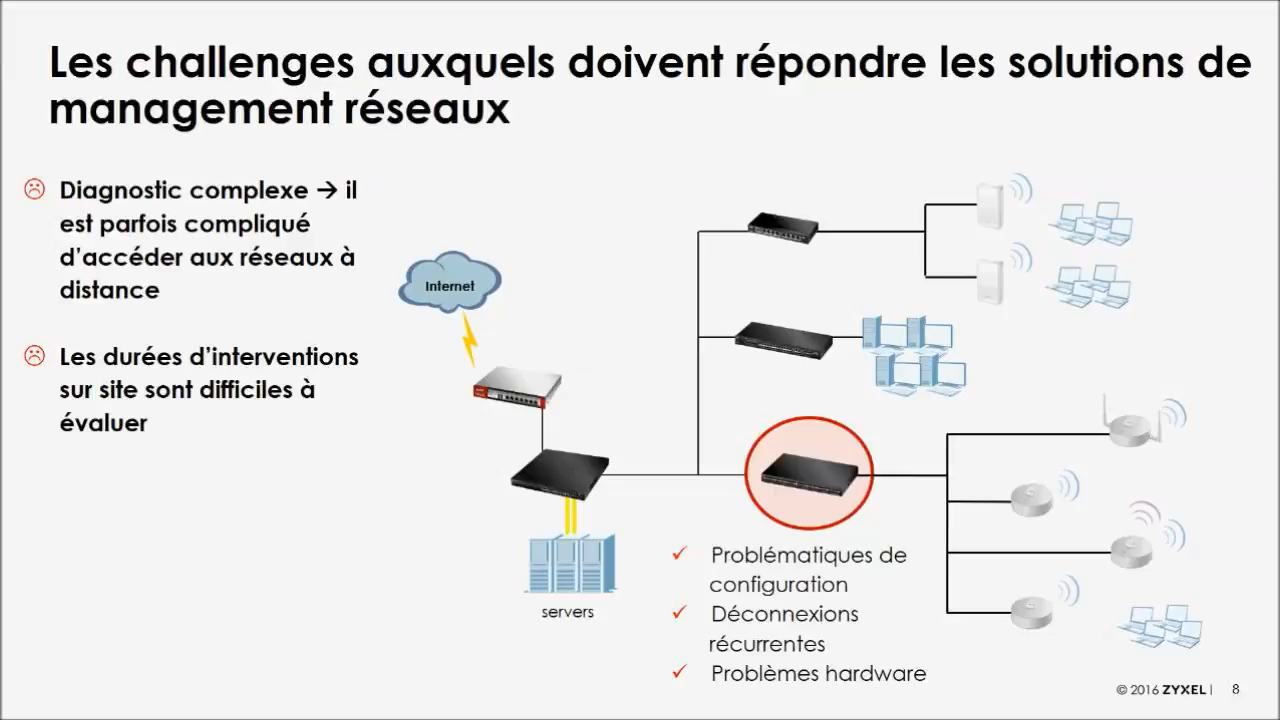 Les challenges auxquels doivent répondre les solutions de
management réseaux
Diagnostic complexe → il
est parfois compliqué
d'accéder aux réseaux à
distance
Les durées d'interventions
sur site sont difficiles à
évaluer
Internet
servers
Problématiques de
configuration
Déconnexions
récurrentes
Problèmes hardware
© 2016 ZYXEL | 8